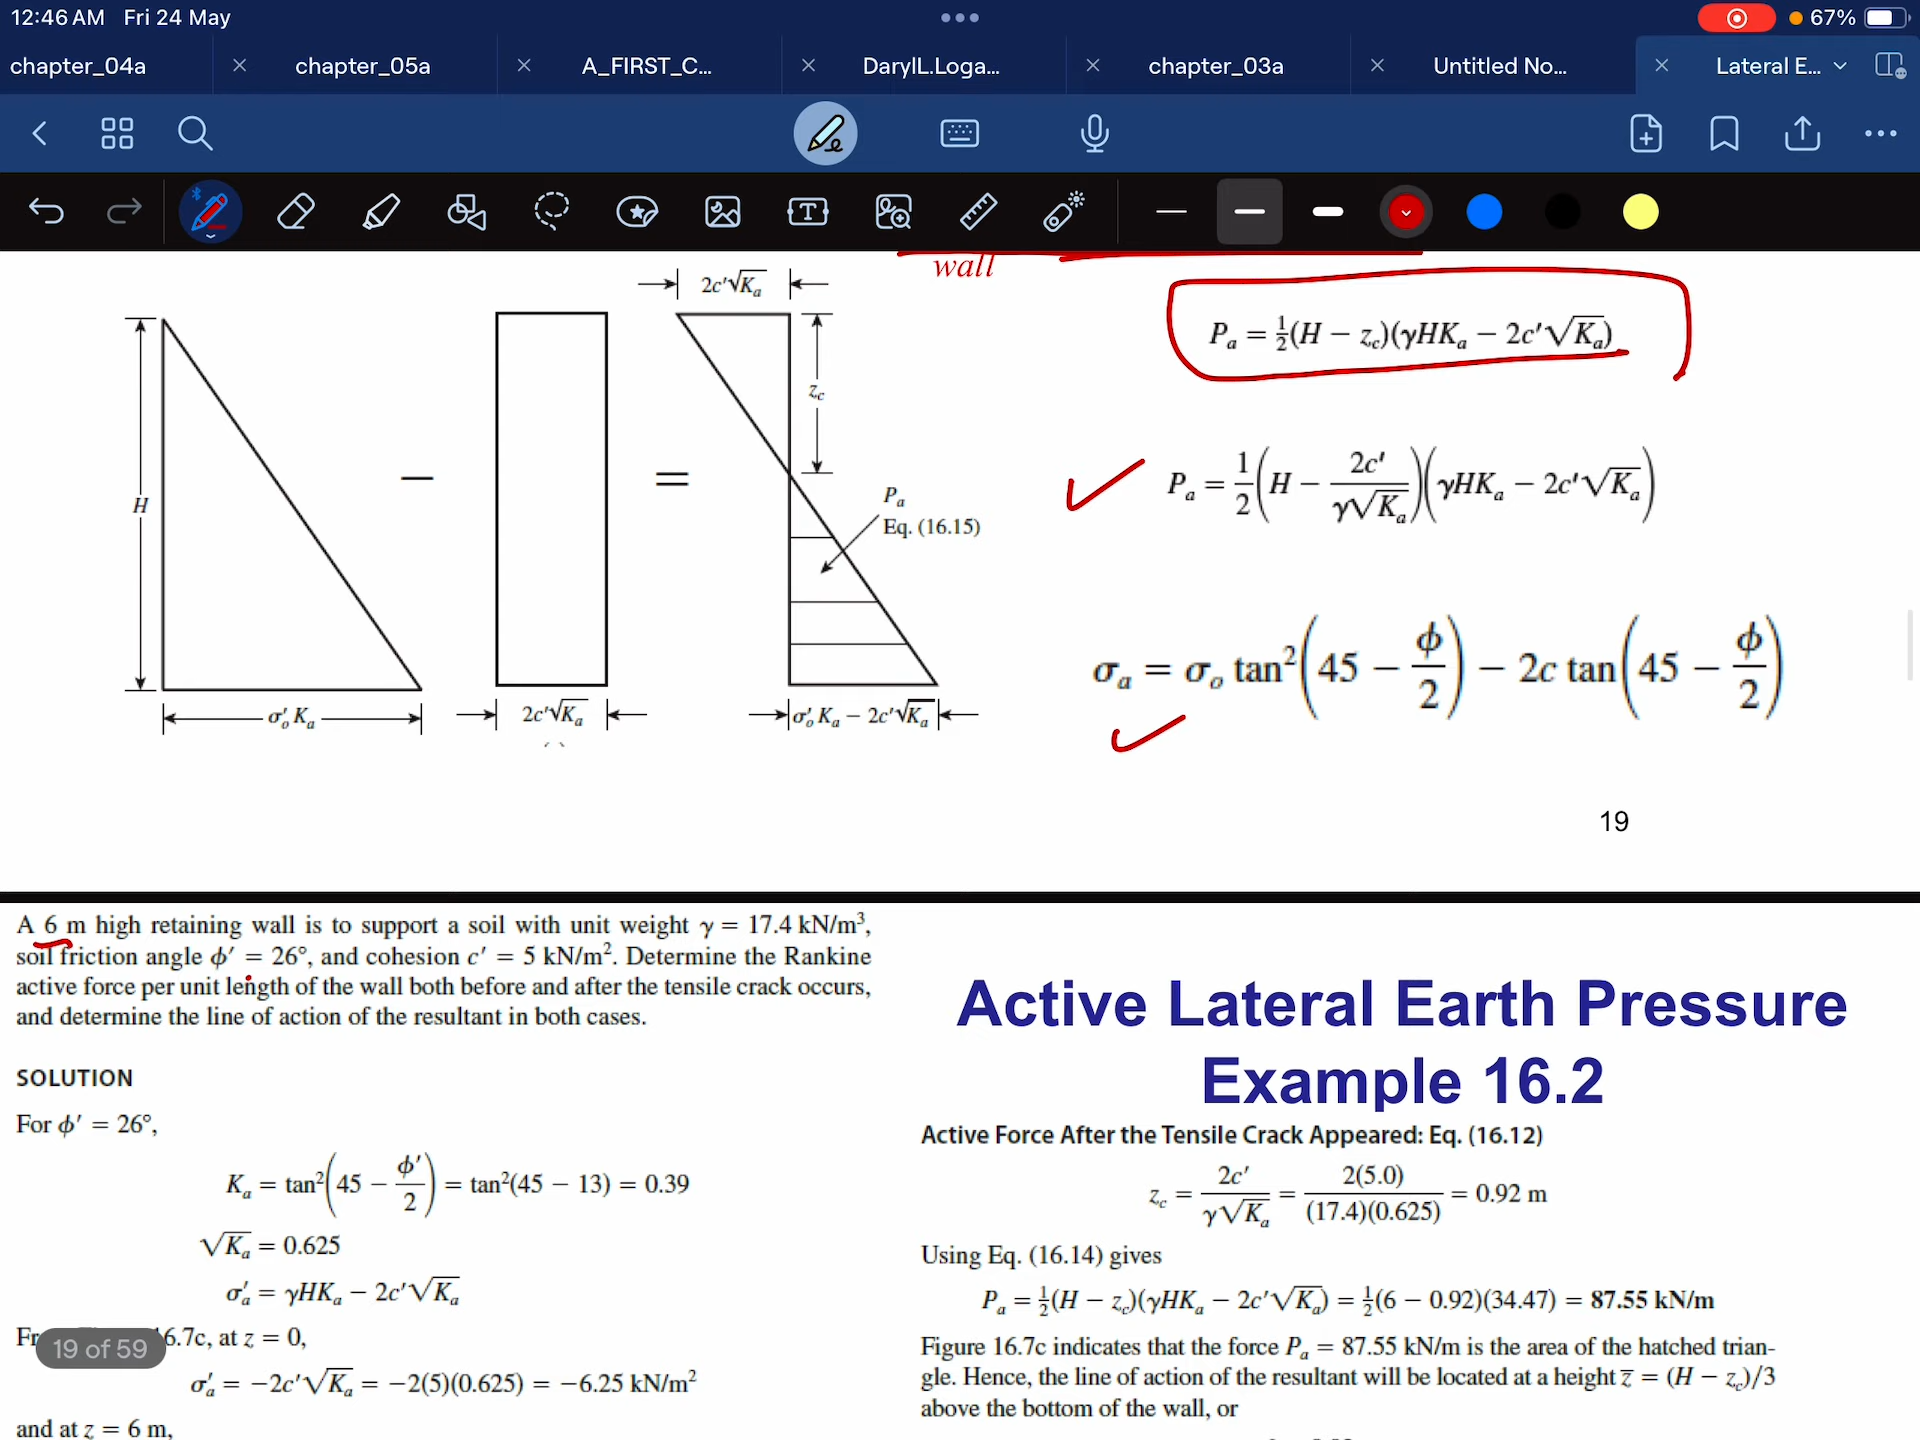 12:46 AM Fri 24 May
67%
chapter_04a
chapter_05a
A_FIRST_C...
DarylL.Loga...
chapter_03a
Untitled No...
Lateral E...
wall
2c'√Kₐ
H
σ'ₒ Kₐ
−
2c'√Kₐ
=
z_c
Pₐ
Eq. (16.15)
σ'ₒ Kₐ − 2c'√Kₐ
Pₐ = ½(H − z_c)(γHKₐ − 2c'√Kₐ)
Pₐ = 1/2 (H − 2c'/(γ√Kₐ)) (γHKₐ − 2c'√Kₐ)
σₐ = σₒ tan²(45 − ϕ/2) − 2c tan(45 − ϕ/2)
19
A 6 m high retaining wall is to support a soil with unit weight γ = 17.4 kN/m³,
soil friction angle ϕ' = 26°, and cohesion c' = 5 kN/m². Determine the Rankine
active force per unit length of the wall both before and after the tensile crack occurs,
and determine the line of action of the resultant in both cases.
SOLUTION
For ϕ' = 26°,
Kₐ = tan²(45 − ϕ'/2) = tan²(45 − 13) = 0.39
√Kₐ = 0.625
σ'ₐ = γHKₐ − 2c'√Kₐ
6.7c, at z = 0,
19 of 59
σ'ₐ = −2c'√Kₐ = −2(5)(0.625) = −6.25 kN/m²
and at z = 6 m,
Active Lateral Earth Pressure
Example 16.2
Active Force After the Tensile Crack Appeared: Eq. (16.12)
z_c = 2c'/(γ√Kₐ) = 2(5.0)/((17.4)(0.625)) = 0.92 m
Using Eq. (16.14) gives
Pₐ = ½(H − z_c)(γHKₐ − 2c'√Kₐ) = ½(6 − 0.92)(34.47) = 87.55 kN/m
Figure 16.7c indicates that the force Pₐ = 87.55 kN/m is the area of the hatched trian-
gle. Hence, the line of action of the resultant will be located at a height z̄ = (H − z_c)/3
above the bottom of the wall, or